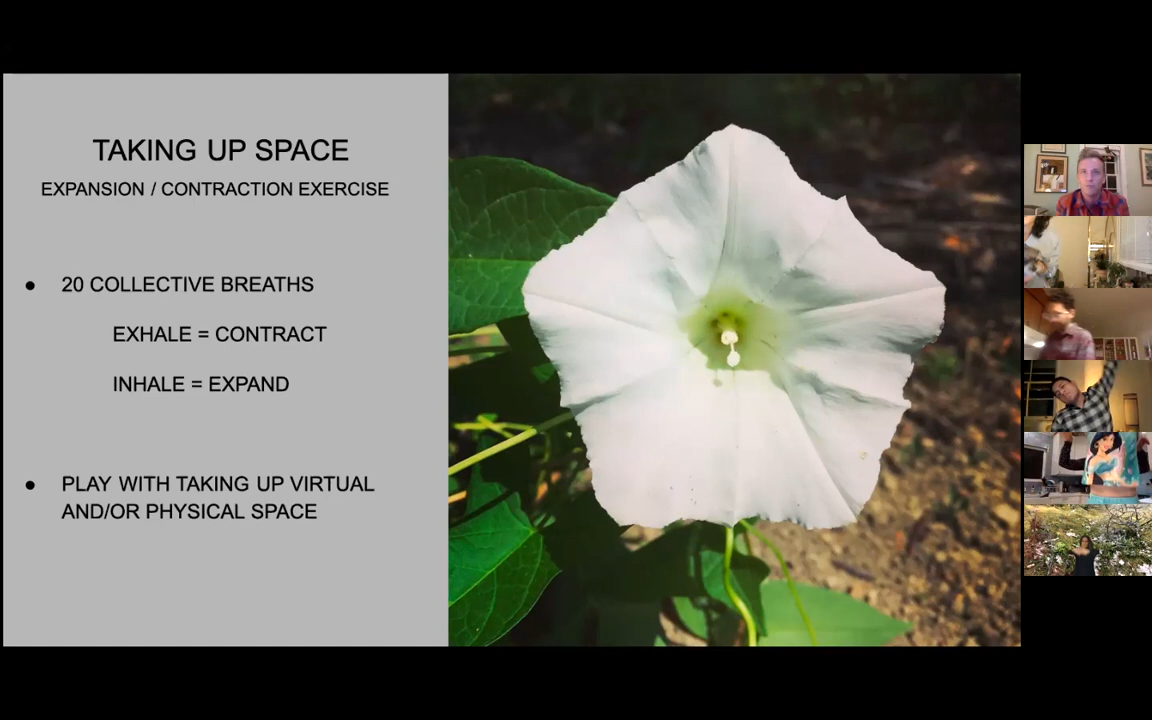 TAKING UP SPACE
EXPANSION / CONTRACTION EXERCISE
● 20 COLLECTIVE BREATHS
EXHALE = CONTRACT
INHALE = EXPAND
● PLAY WITH TAKING UP VIRTUAL
AND/OR PHYSICAL SPACE